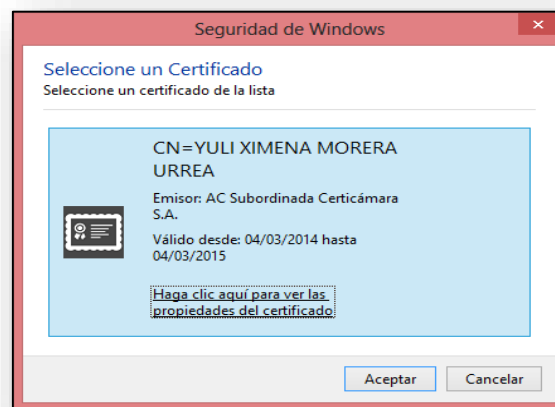 Seguridad de Windows
Seleccione un Certificado
Seleccione un certificado de la lista
CN=YULI XIMENA MORERA
URREA
Emisor: AC Subordinada Certicámara
S.A.
Válido desde: 04/03/2014 hasta
04/03/2015
Haga clic aquí para ver las
propiedades del certificado
Aceptar Cancelar